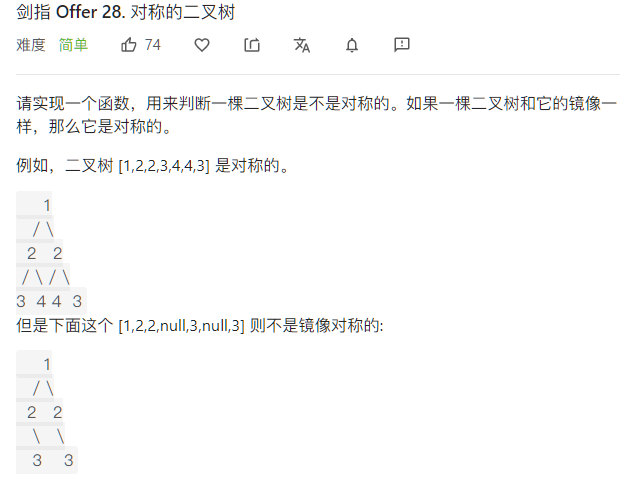 剑指 Offer 28. 对称的二叉树
难度 简单 74
请实现一个函数，用来判断一棵二叉树是不是对称的。如果一棵二叉树和它的镜像一
样，那么它是对称的。
例如，二叉树 [1,2,2,3,4,4,3] 是对称的。
1
/ \
2 2
/ \ / \
3 4 4 3
但是下面这个 [1,2,2,null,3,null,3] 则不是镜像对称的:
1
/ \
2 2
\ \
3 3